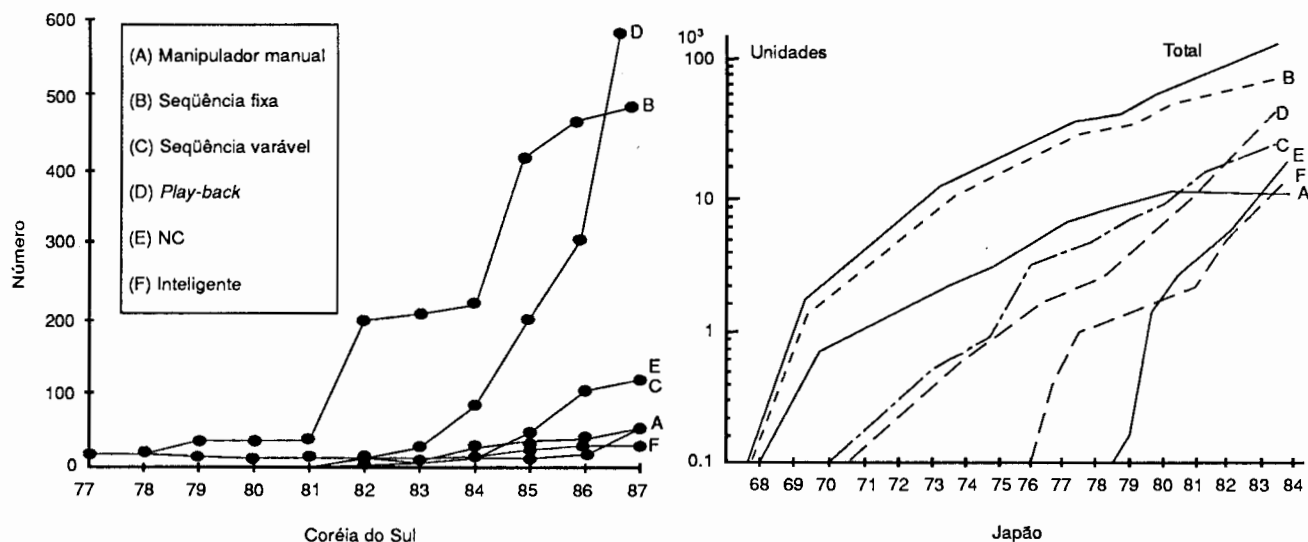 600
500
400
300
200
100
0
Número
(A) Manipulador manual
(B) Seqüência fixa
(C) Seqüência varável
(D) Play-back
(E) NC
(F) Inteligente
D
B
E
C
A
F
77 78 79 80 81 82 83 84 85 86 87
Coréia do Sul
10³
100
10
1
0.1
Unidades
Total
B
D
C
E
F
A
68 69 70 71 72 73 74 75 76 77 78 79 80 81 82 83 84
Japão